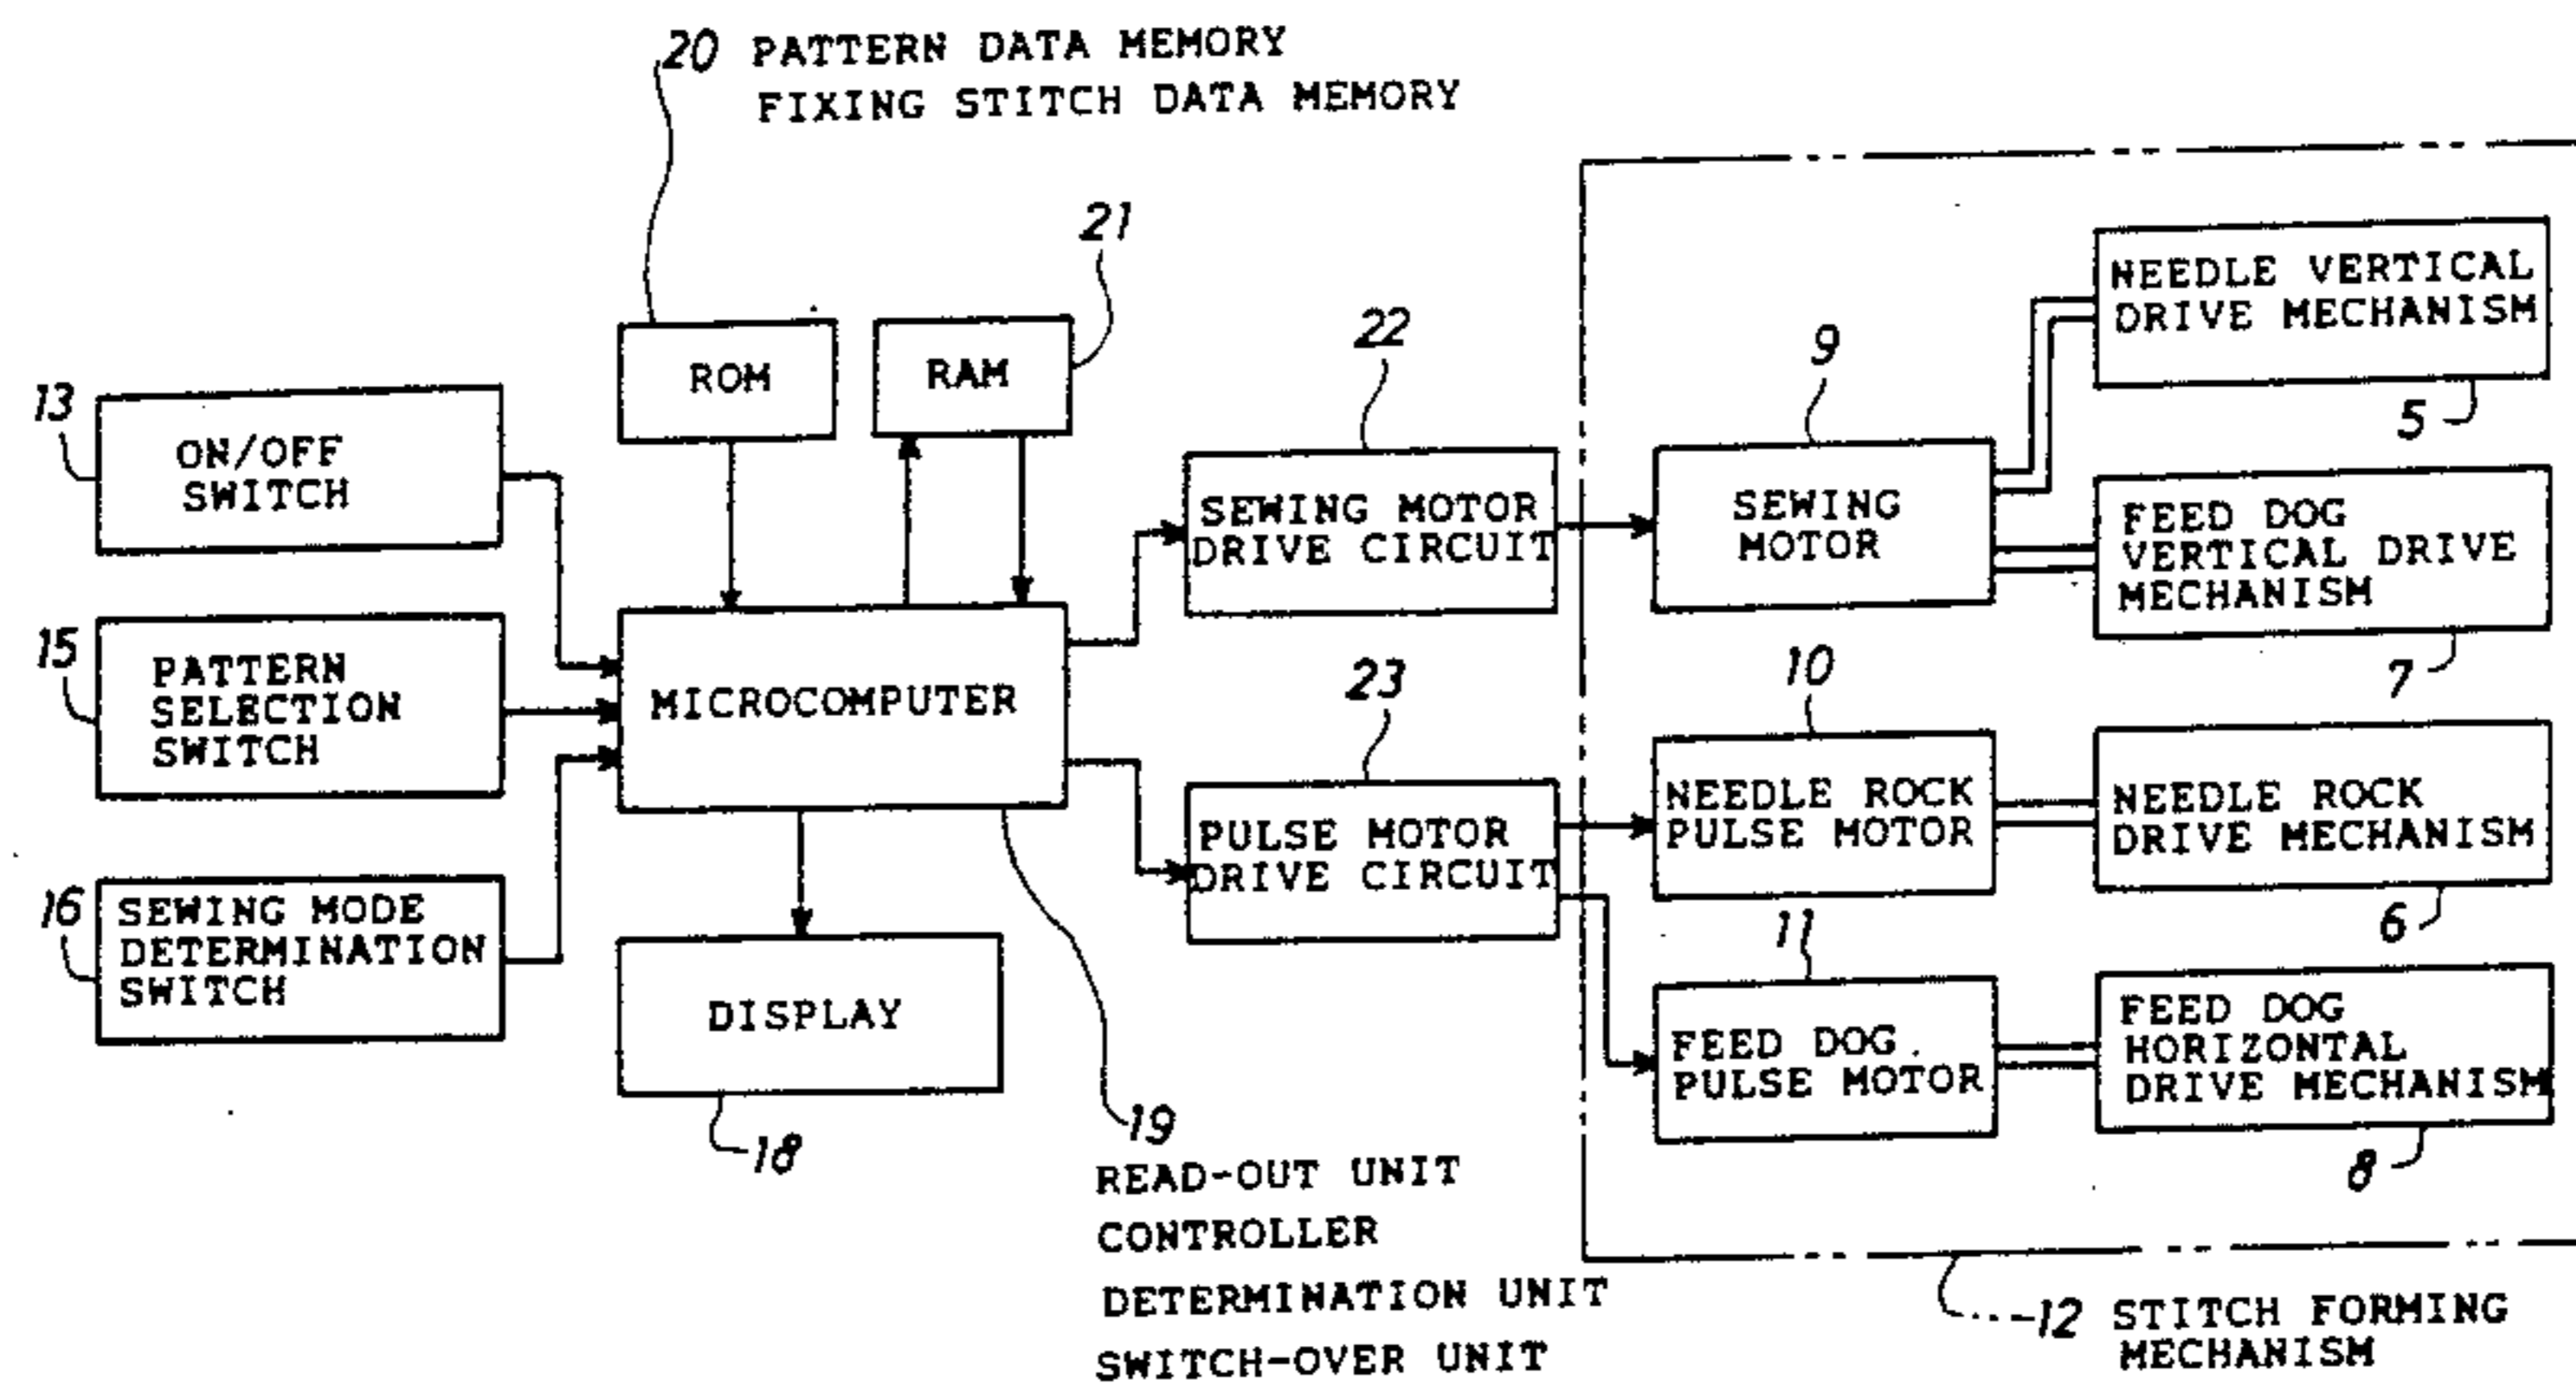 20 PATTERN DATA MEMORY
FIXING STITCH DATA MEMORY
21
ROM
RAM
22
9
NEEDLE VERTICAL
DRIVE MECHANISM
5
13
ON/OFF
SWITCH
SEWING MOTOR
DRIVE CIRCUIT
SEWING
MOTOR
FEED DOG
VERTICAL DRIVE
MECHANISM
7
15
PATTERN
SELECTION
SWITCH
MICROCOMPUTER
23
10
PULSE MOTOR
DRIVE CIRCUIT
NEEDLE ROCK
PULSE MOTOR
NEEDLE ROCK
DRIVE MECHANISM
6
16
SEWING MODE
DETERMINATION
SWITCH
DISPLAY
18
11
FEED DOG
PULSE MOTOR
FEED DOG
HORIZONTAL
DRIVE MECHANISM
8
19
READ-OUT UNIT
CONTROLLER
DETERMINATION UNIT
SWITCH-OVER UNIT
12 STITCH FORMING
MECHANISM